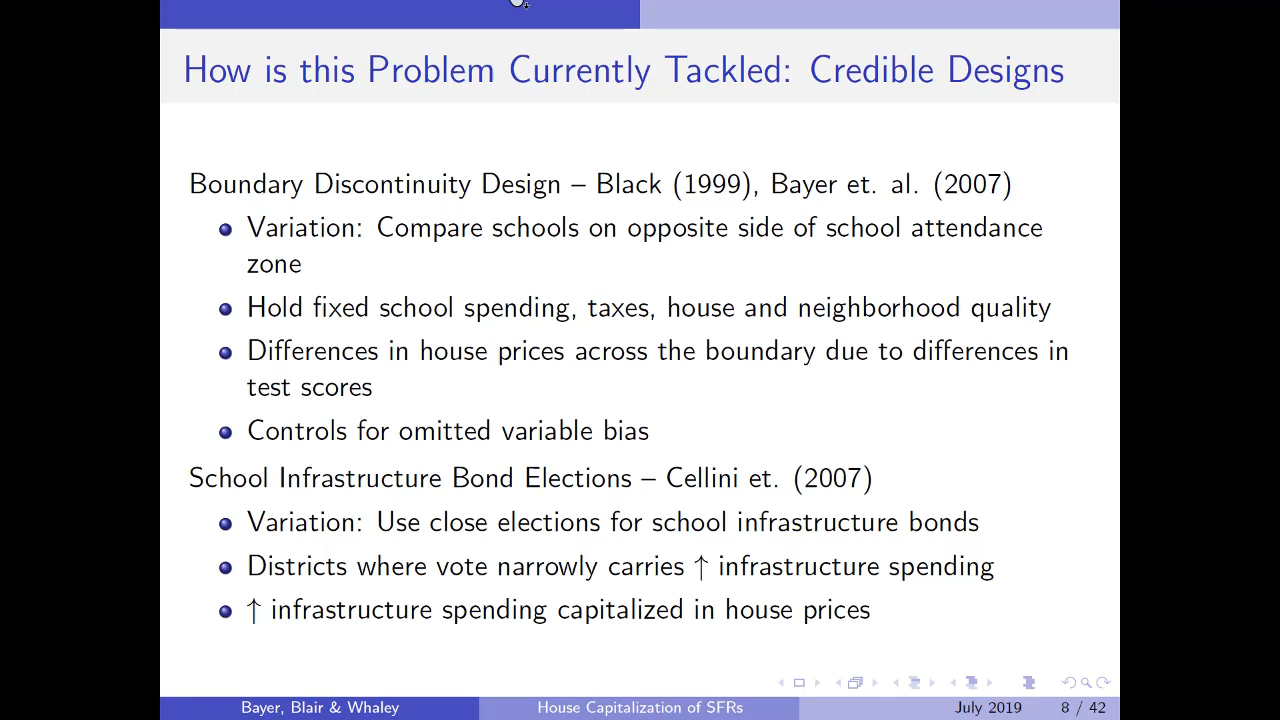 How is this Problem Currently Tackled: Credible Designs
Boundary Discontinuity Design – Black (1999), Bayer et. al. (2007)
Variation: Compare schools on opposite side of school attendance
zone
Hold fixed school spending, taxes, house and neighborhood quality
Differences in house prices across the boundary due to differences in
test scores
Controls for omitted variable bias
School Infrastructure Bond Elections – Cellini et. (2007)
Variation: Use close elections for school infrastructure bonds
Districts where vote narrowly carries ↑ infrastructure spending
↑ infrastructure spending capitalized in house prices
Bayer, Blair & Whaley House Capitalization of SFRs July 2019 8 / 42